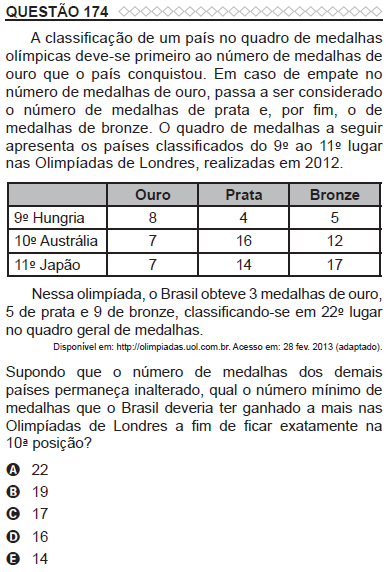 QUESTÃO 174
A classificação de um país no quadro de medalhas
olímpicas deve-se primeiro ao número de medalhas de
ouro que o país conquistou. Em caso de empate no
número de medalhas de ouro, passa a ser considerado
o número de medalhas de prata e, por fim, o de
medalhas de bronze. O quadro de medalhas a seguir
apresenta os países classificados do 9º ao 11º lugar
nas Olimpíadas de Londres, realizadas em 2012.
Ouro Prata Bronze
9º Hungria 8 4 5
10º Austrália 7 16 12
11º Japão 7 14 17
Nessa olimpíada, o Brasil obteve 3 medalhas de ouro,
5 de prata e 9 de bronze, classificando-se em 22º lugar
no quadro geral de medalhas.
Disponível em: http://olimpiadas.uol.com.br. Acesso em: 28 fev. 2013 (adaptado).
Supondo que o número de medalhas dos demais
países permaneça inalterado, qual o número mínimo de
medalhas que o Brasil deveria ter ganhado a mais nas
Olimpíadas de Londres a fim de ficar exatamente na
10ª posição?
A 22
B 19
C 17
D 16
E 14